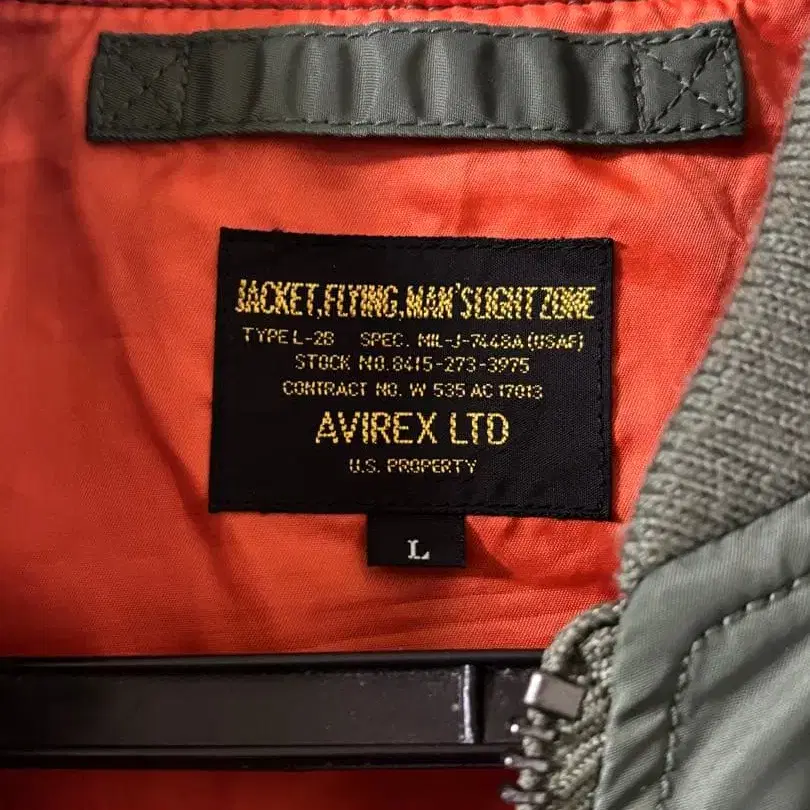 JACKET, FLYING, MAN'S LIGHT ZONE
TYPE L-2B SPEC. MIL-J-7448A (USAF)
STOCK NO. 8415-273-3975
CONTRACT NO. W 535 AC 17013
AVIREX LTD
U.S. PROPERTY
L